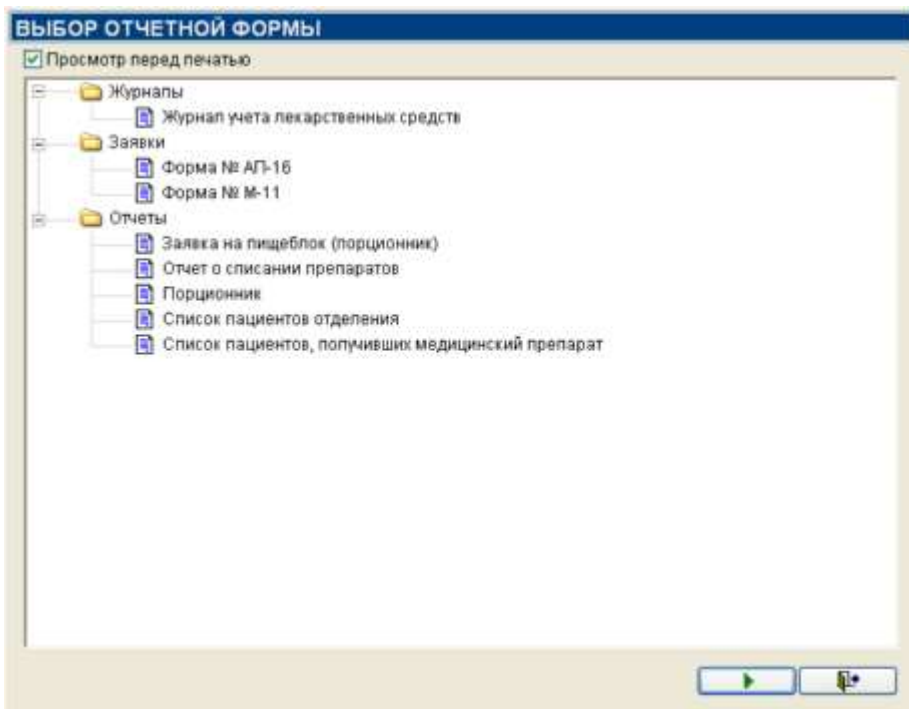 ВЫБОР ОТЧЕТНОЙ ФОРМЫ
Просмотр перед печатью
Журналы
Журнал учета лекарственных средств
Заявки
Форма № АП-16
Форма № М-11
Отчеты
Заявка на пищеблок (порционник)
Отчет о списании препаратов
Порционник
Список пациентов отделения
Список пациентов, получивших медицинский препарат